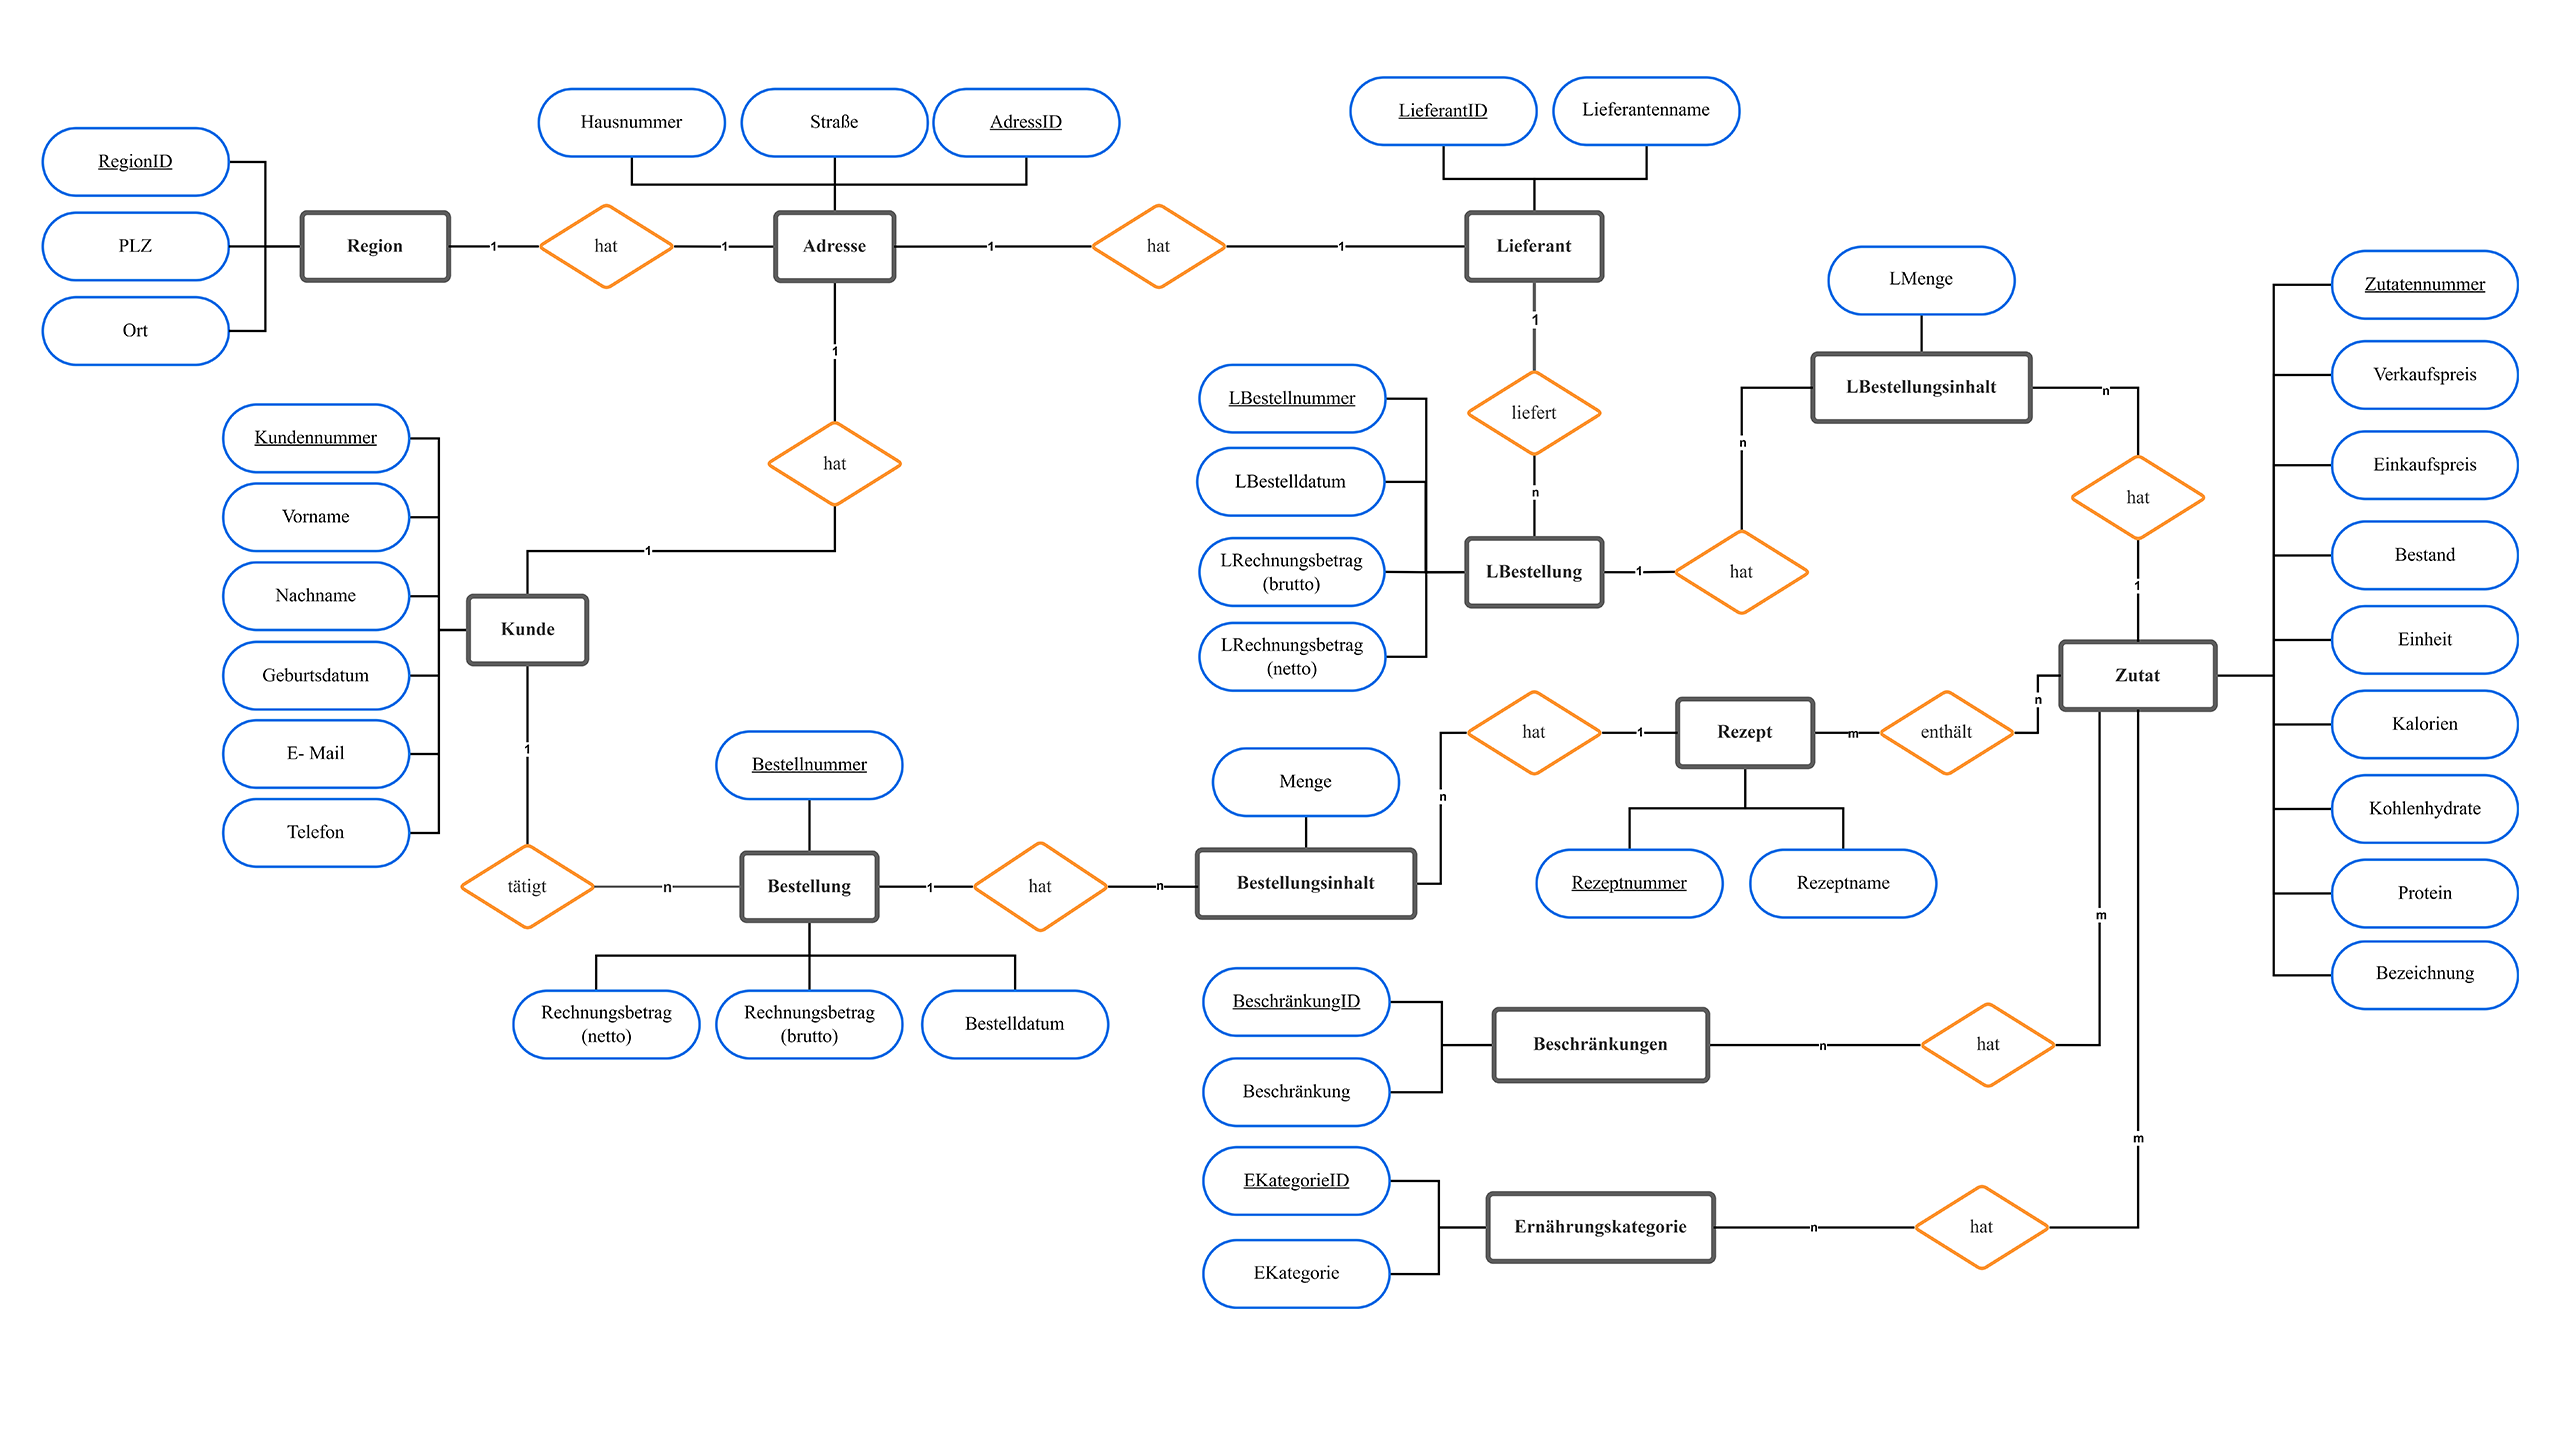 LieferantID
Lieferantenname
Hausnummer
Straße
AdressID
RegionID
PLZ
Ort
Region
1
hat
1
Adresse
1
hat
1
Lieferant
LMenge
Zutatennummer
1
1
LBestellnummer
liefert
LBestellungsinhalt
n
Verkaufspreis
Kundennummer
hat
n
Einkaufspreis
LBestelldatum
n
hat
Vorname
1
LRechnungsbetrag
(brutto)
LBestellung
1
hat
1
Bestand
Nachname
Kunde
LRechnungsbetrag
(netto)
Einheit
Geburtsdatum
Zutat
n
E- Mail
1
hat
1
Rezept
m
enthält
Kalorien
Bestellnummer
Menge
n
Telefon
Kohlenhydrate
tätigt
n
Bestellung
1
hat
n
Bestellungsinhalt
Rezeptnummer
Rezeptname
Protein
m
Bezeichnung
Rechnungsbetrag
(netto)
Rechnungsbetrag
(brutto)
Bestelldatum
BeschränkungID
Beschränkungen
n
hat
Beschränkung
m
EKategorieID
Ernährungskategorie
n
hat
EKategorie